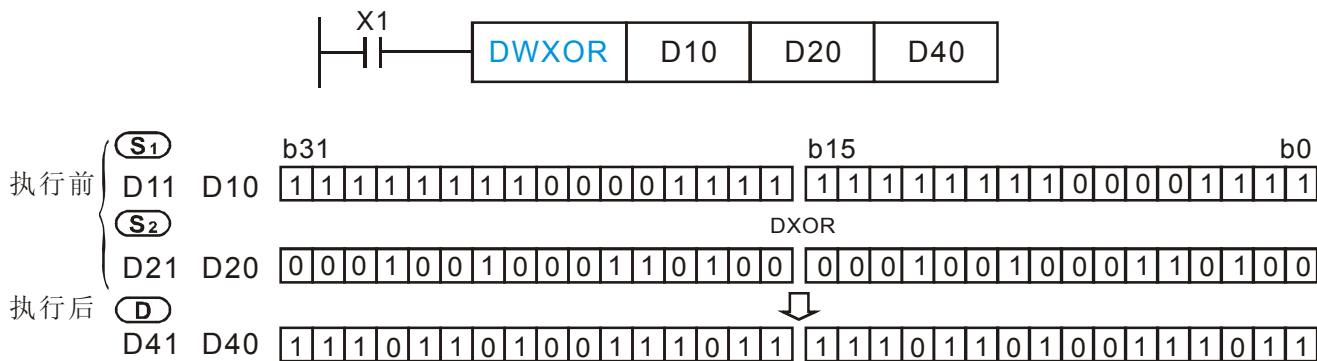 X1
DWXOR D10 D20 D40
S1
b31 b15 b0
执行前 D11 D10 1 1 1 1 1 1 1 1 0 0 0 0 1 1 1 1 1 1 1 1 1 1 1 1 0 0 0 0 1 1 1 1
S2
DXOR
D21 D20 0 0 0 1 0 0 1 0 0 0 1 1 0 1 0 0 0 0 0 1 0 0 1 0 0 0 1 1 0 1 0 0
执行后 D
D41 D40 1 1 1 0 1 1 0 1 0 0 1 1 1 0 1 1 1 1 1 0 1 1 0 1 0 0 1 1 1 0 1 1